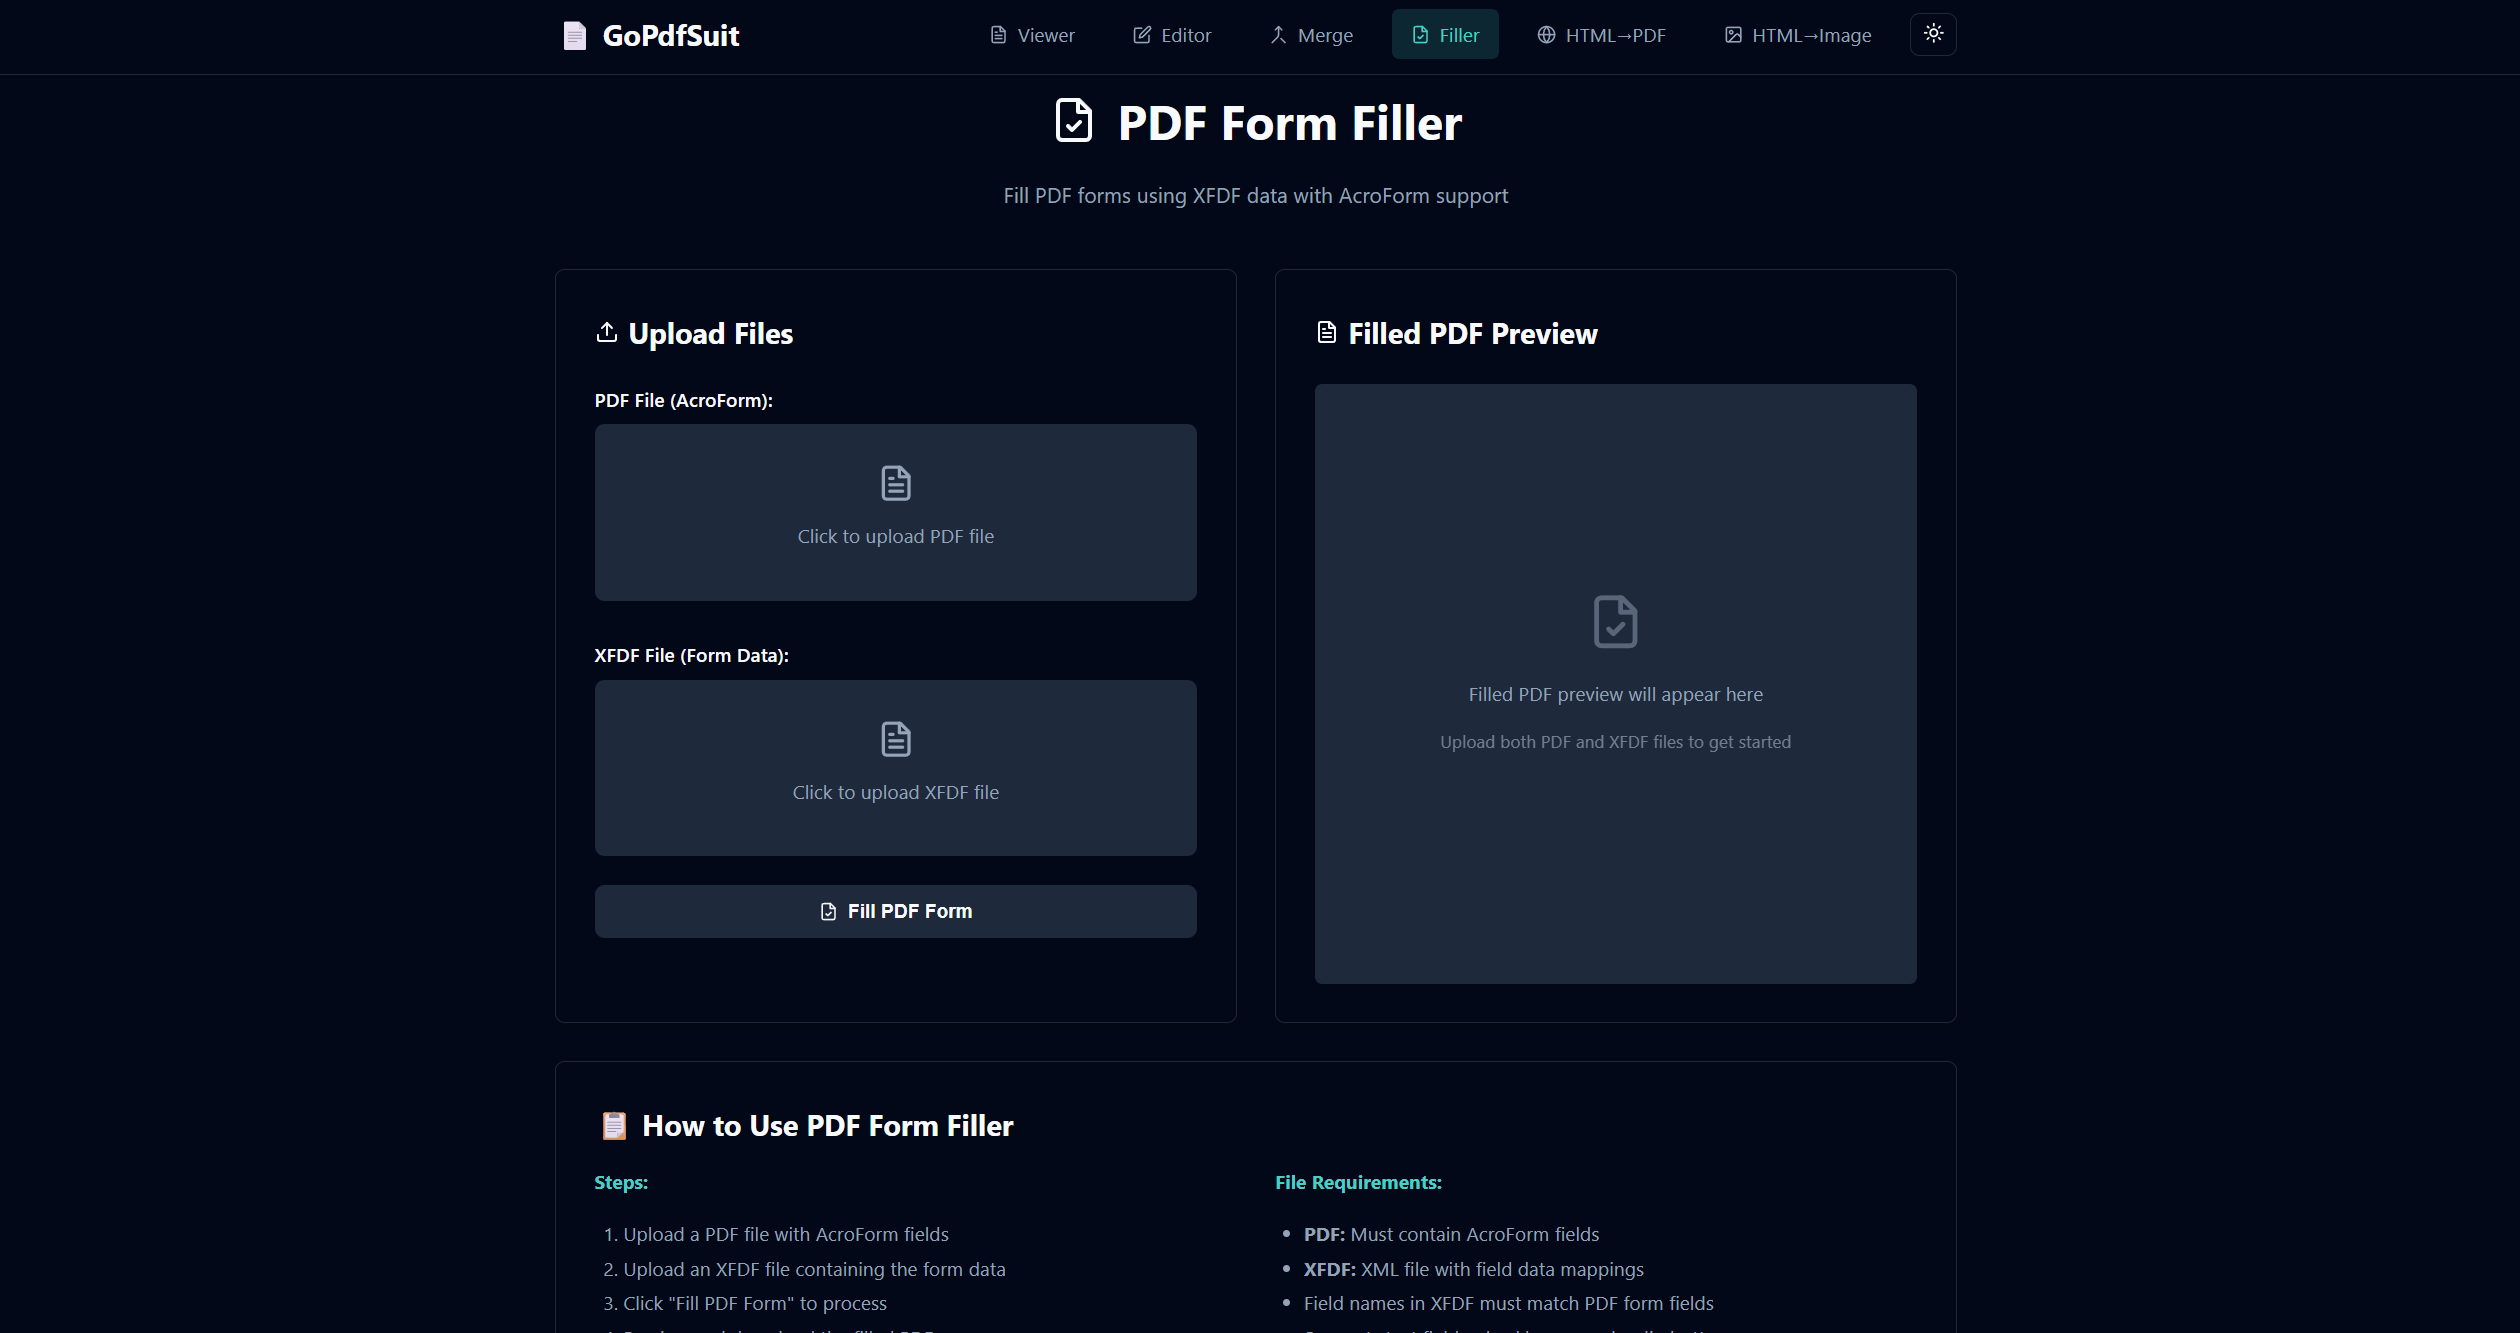 GoPdfSuit
Viewer
Editor
Merge
Filler
HTML→PDF
HTML→Image
PDF Form Filler
Fill PDF forms using XFDF data with AcroForm support
Upload Files
PDF File (AcroForm):
Click to upload PDF file
XFDF File (Form Data):
Click to upload XFDF file
Fill PDF Form
Filled PDF Preview
Filled PDF preview will appear here
Upload both PDF and XFDF files to get started
How to Use PDF Form Filler
Steps:
1. Upload a PDF file with AcroForm fields
2. Upload an XFDF file containing the form data
3. Click "Fill PDF Form" to process
File Requirements:
• PDF: Must contain AcroForm fields
• XFDF: XML file with field data mappings
• Field names in XFDF must match PDF form fields